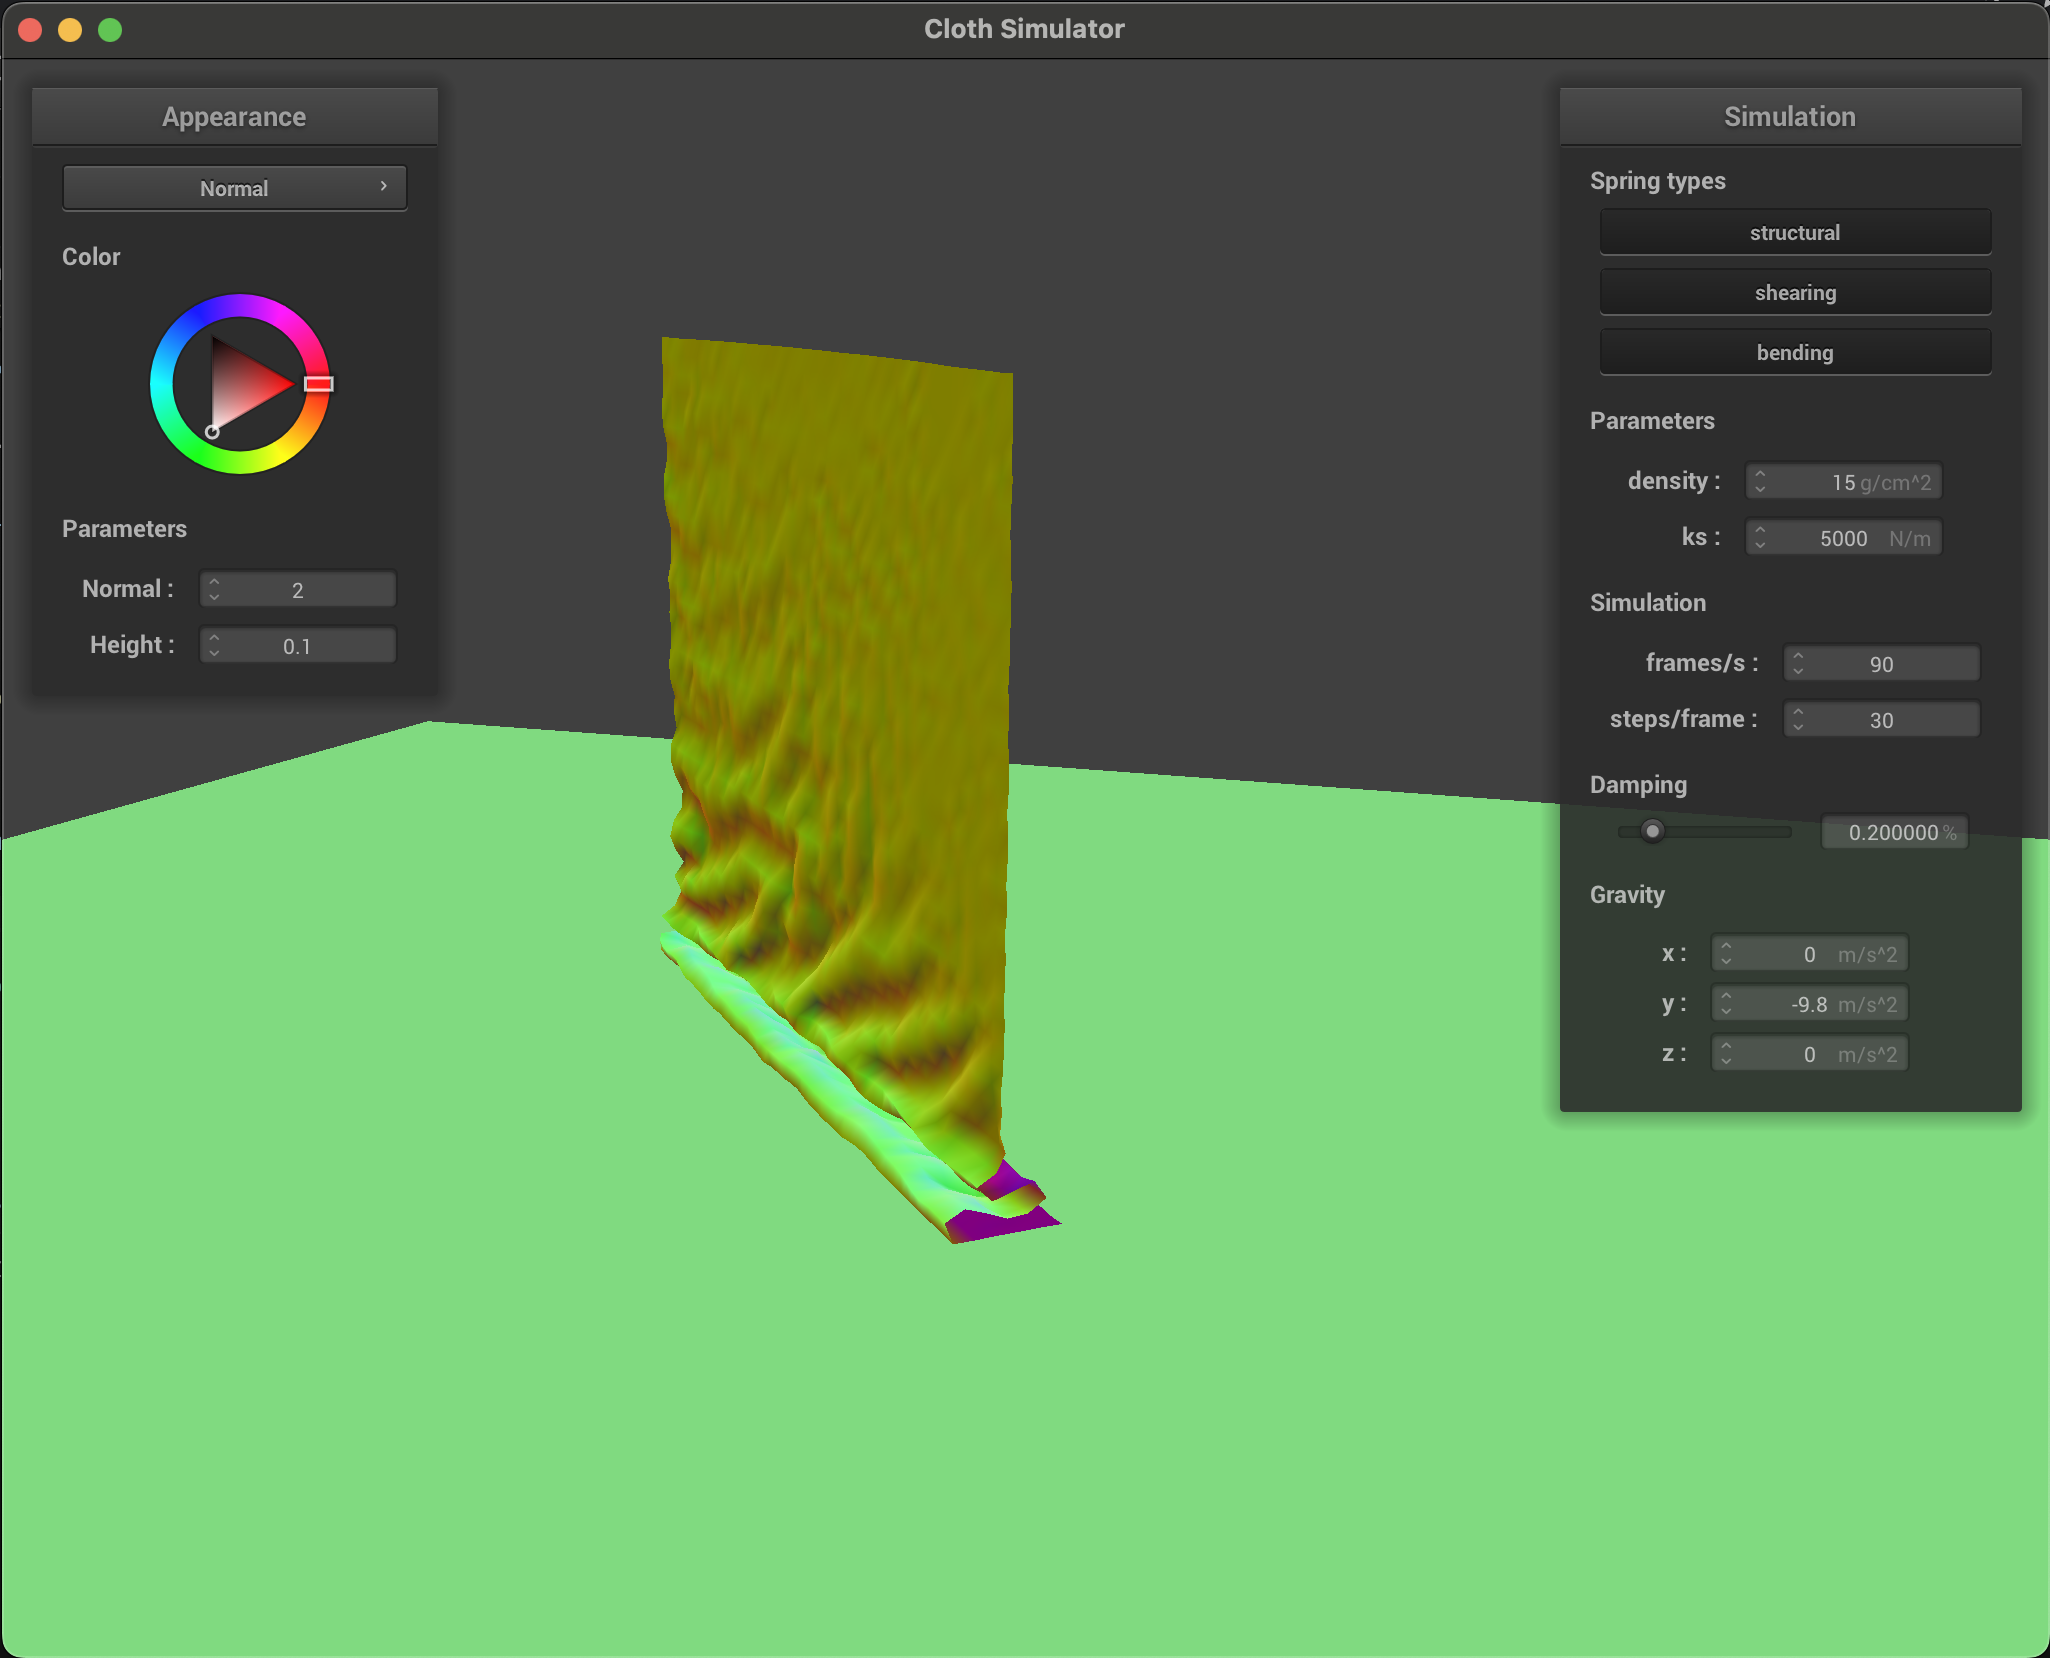 Cloth Simulator
Appearance
Normal
Color
Parameters
Normal : 2
Height : 0.1
Simulation
Spring types
structural
shearing
bending
Parameters
density : 15 g/cm^2
ks : 5000 N/m
Simulation
frames/s : 90
steps/frame : 30
Damping
0.200000 %
Gravity
x : 0 m/s^2
y : -9.8 m/s^2
z : 0 m/s^2